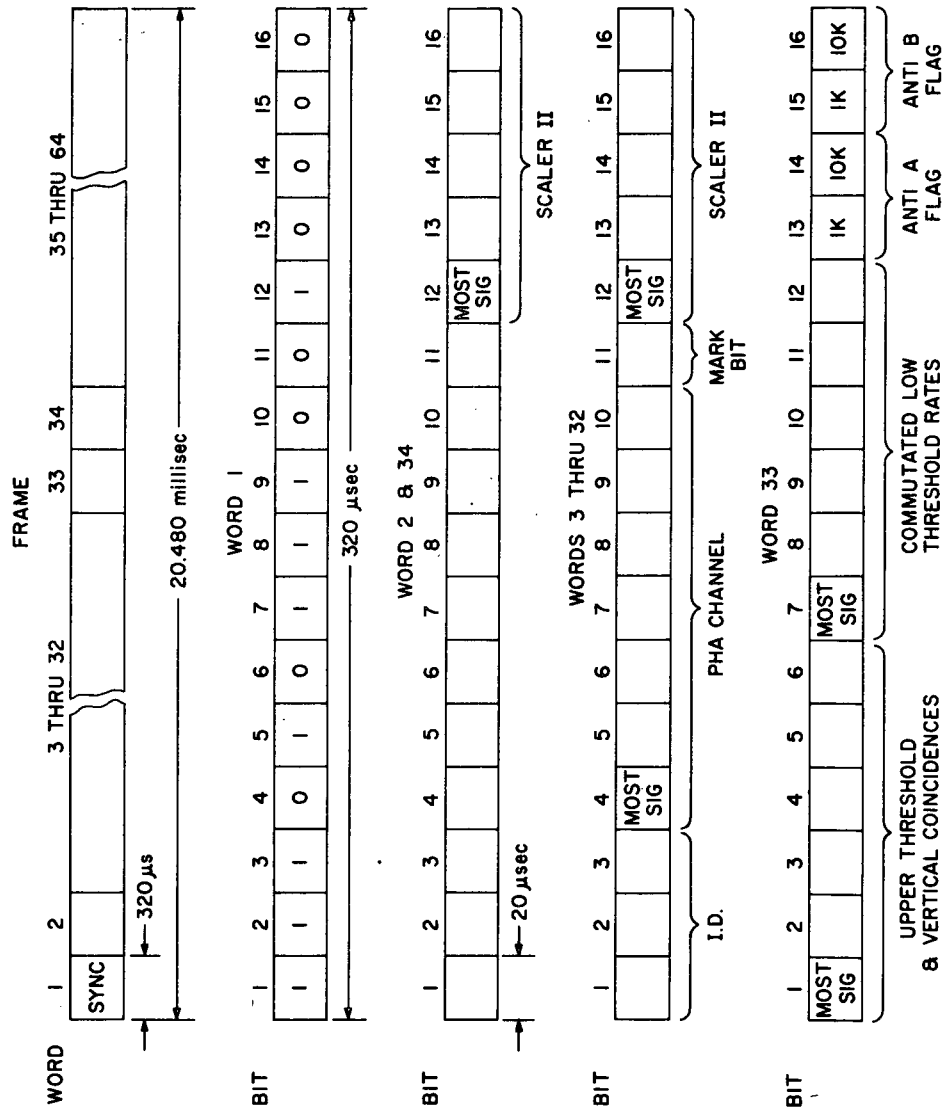 FRAME
WORD 1 2 3 THRU 32 33 34 35 THRU 64
SYNC
320 μs
20.480 millisec
WORD 1
BIT 1 2 3 4 5 6 7 8 9 10 11 12 13 14 15 16
1 1 1 0 1 0 1 1 1 0 0 1 0 0 0 0
320 μsec
WORD 2 & 34
1 2 3 4 5 6 7 8 9 10 11 12 13 14 15 16
MOST
SIG
20 μsec
SCALER II
WORDS 3 THRU 32
BIT 1 2 3 4 5 6 7 8 9 10 11 12 13 14 15 16
MOST
SIG
MOST
SIG
I.D.
PHA CHANNEL
MARK
BIT
SCALER II
WORD 33
BIT 1 2 3 4 5 6 7 8 9 10 11 12 13 14 15 16
MOST
SIG
MOST
SIG
1K 10K 1K 10K
UPPER THRESHOLD
& VERTICAL COINCIDENCES
COMMUTATED LOW
THRESHOLD RATES
ANTI A
FLAG
ANTI B
FLAG